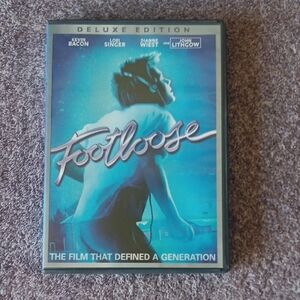 DELUXE EDITION
KEVIN BACON LORI SINGER DIANNE WIEST AND JOHN LITHGOW
Footloose
THE FILM THAT DEFINED A GENERATION